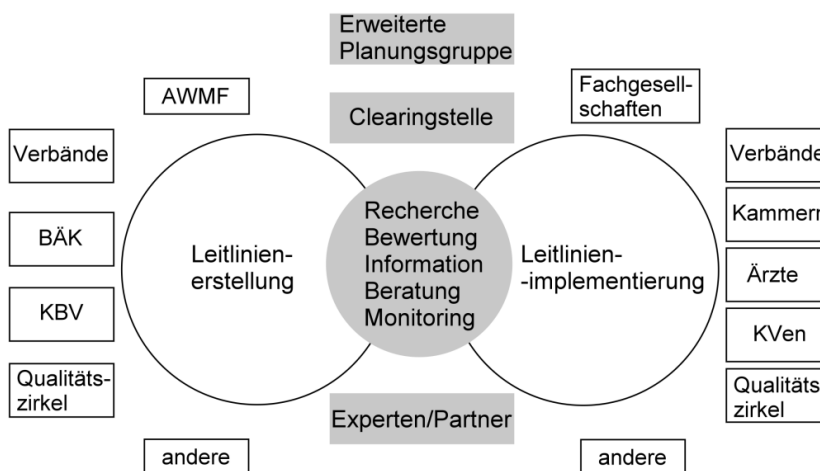 Erweiterte
Planungsgruppe
AWMF
Fachgesell-
schaften
Clearingstelle
Verbände
BÄK
KBV
Qualitäts-
zirkel
andere
Leitlinien-
erstellung
Recherche
Bewertung
Information
Beratung
Monitoring
Leitlinien-
-implementierung
Experten/Partner
Verbände
Kammern
Ärzte
KVen
Qualitäts
zirkel
andere